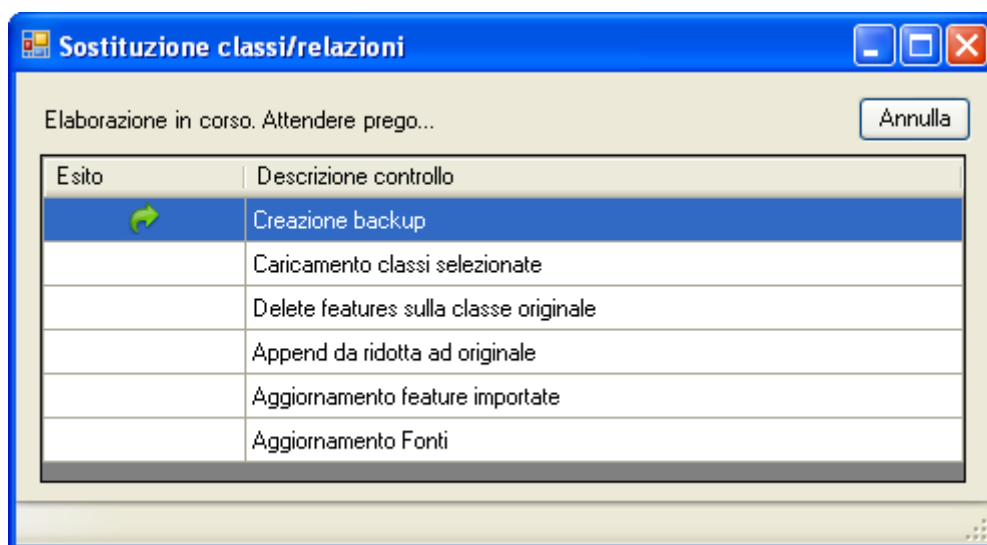 Sostituzione classi/relazioni
Elaborazione in corso. Attendere prego...
Annulla
Esito Descrizione controllo
Creazione backup
Caricamento classi selezionate
Delete features sulla classe originale
Append da ridotta ad originale
Aggiornamento feature importate
Aggiornamento Fonti